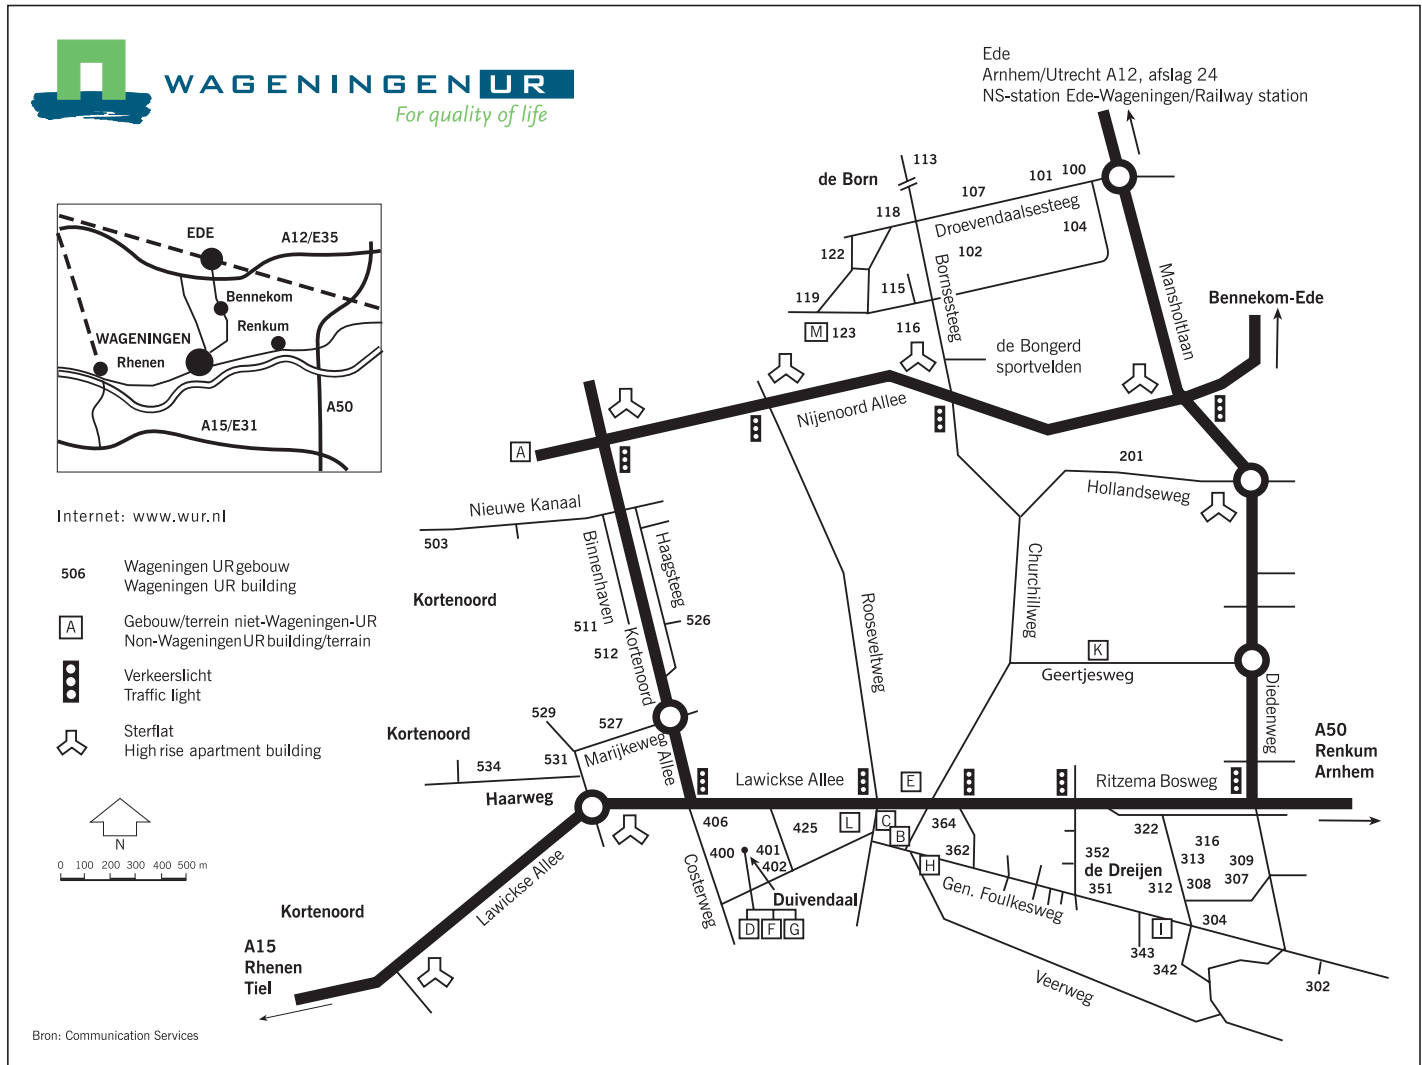 WAGENINGEN UR
For quality of life
Ede
Arnhem/Utrecht A12, afslag 24
NS-station Ede-Wageningen/Railway station
EDE
A12/E35
Bennekom
Renkum
WAGENINGEN
Rhenen
A50
A15/E31
Internet: www.wur.nl
506
Wageningen UR gebouw
Wageningen UR building
A
Gebouw/terrein niet-Wageningen-UR
Non-Wageningen UR building/terrain
Verkeerslicht
Traffic light
Sterflat
High rise apartment building
N
0 100 200 300 400 500 m
Bron: Communication Services
113
de Born
101
100
107
118
Droevendaalsesteeg
104
122
102
Bornsesteeg
115
119
M
123
116
Mansholtlaan
Bennekom-Ede
de Bongerd
sportvelden
Nijenoord Allee
A
201
Hollandseweg
Nieuwe Kanaal
503
Binnenhaven
Haagsteeg
Kortenoord
511
512
526
Kortenoord Allee
Rooseveltweg
Churchillweg
K
Geertjesweg
Diedenweg
529
527
Marijkeweg
Kortenoord
531
534
Haarweg
A50
Renkum
Arnhem
Lawickse Allee
E
Ritzema Bosweg
406
425
L
C
B
364
362
H
322
316
313
309
307
308
352
de Dreijen
351
312
400
401
402
Duivendaal
D
F
G
Costerweg
Gen. Foulkesweg
I
304
343
342
302
Veerweg
Lawickse Allee
Kortenoord
A15
Rhenen
Tiel